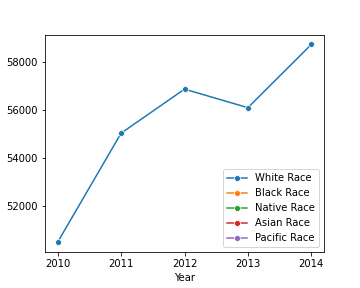 58000
56000
54000
52000
White Race
Black Race
Native Race
Asian Race
Pacific Race
2010 2011 2012 2013 2014
Year